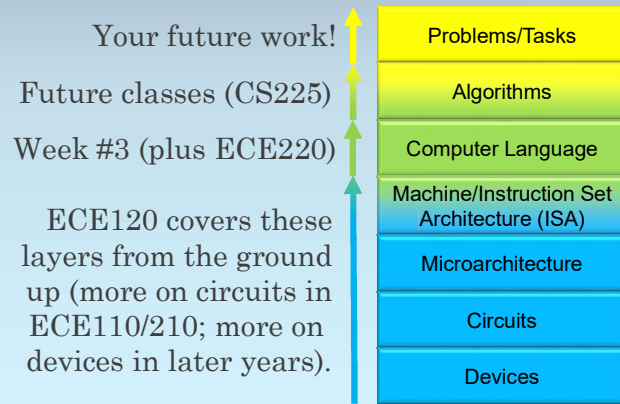 Your future work!
Problems/Tasks
Future classes (CS225)
Algorithms
Week #3 (plus ECE220)
Computer Language
Machine/Instruction Set
Architecture (ISA)
ECE120 covers these
layers from the ground
up (more on circuits in
ECE110/210; more on
devices in later years).
Microarchitecture
Circuits
Devices